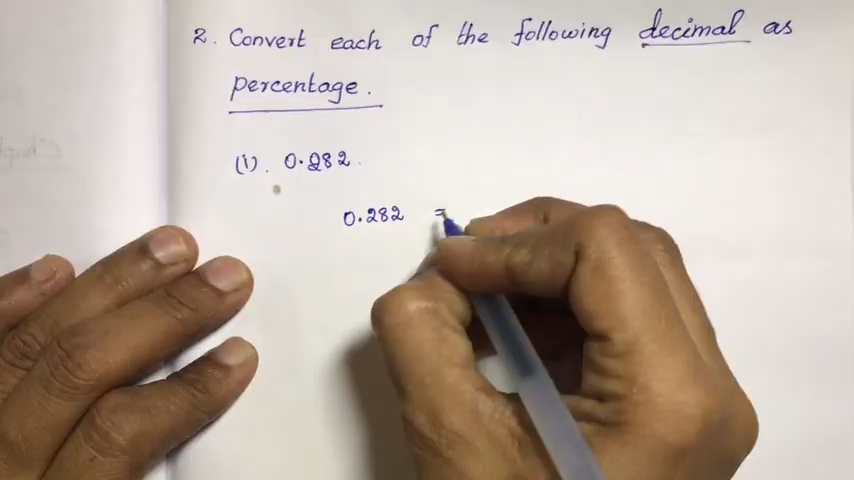 2. Convert each of the following decimal as
percentage.
(i). 0.282.
0.282 =